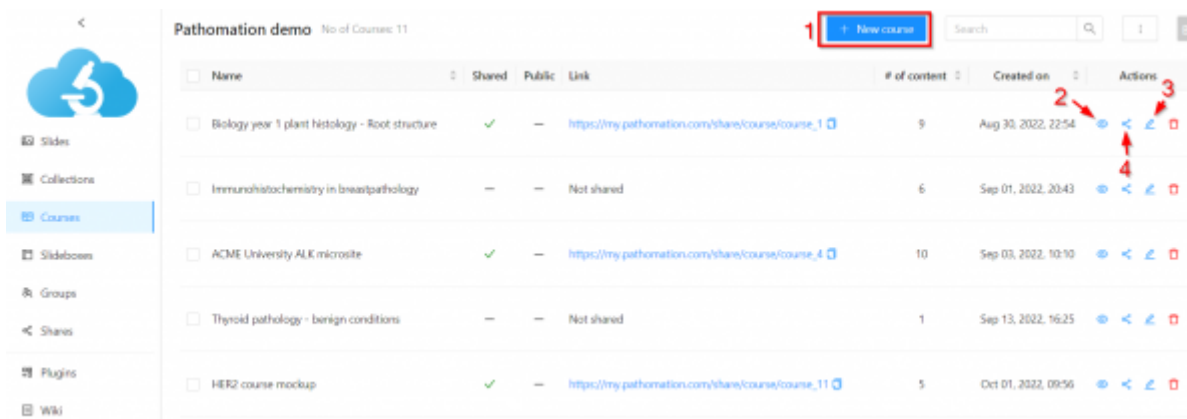 Pathomation demo No of Courses: 11
1
+ New course
Search
Name Shared Public Link # of content Created on Actions
2 3
Biology year 1 plant histology - Root structure ✓ — https://my.pathomation.com/share/course/course_1 9 Aug 30, 2022, 22:54
4
Immunohistochemistry in breastpathology — — Not shared 6 Sep 01, 2022, 20:43
ACME University ALK microsite ✓ — https://my.pathomation.com/share/course/course_4 10 Sep 03, 2022, 10:10
Thyroid pathology - benign conditions — — Not shared 1 Sep 13, 2022, 16:25
HER2 course mockup ✓ — https://my.pathomation.com/share/course/course_11 5 Oct 01, 2022, 09:56
Slides
Collections
Courses
Slideboxes
Groups
Shares
Plugins
Wiki